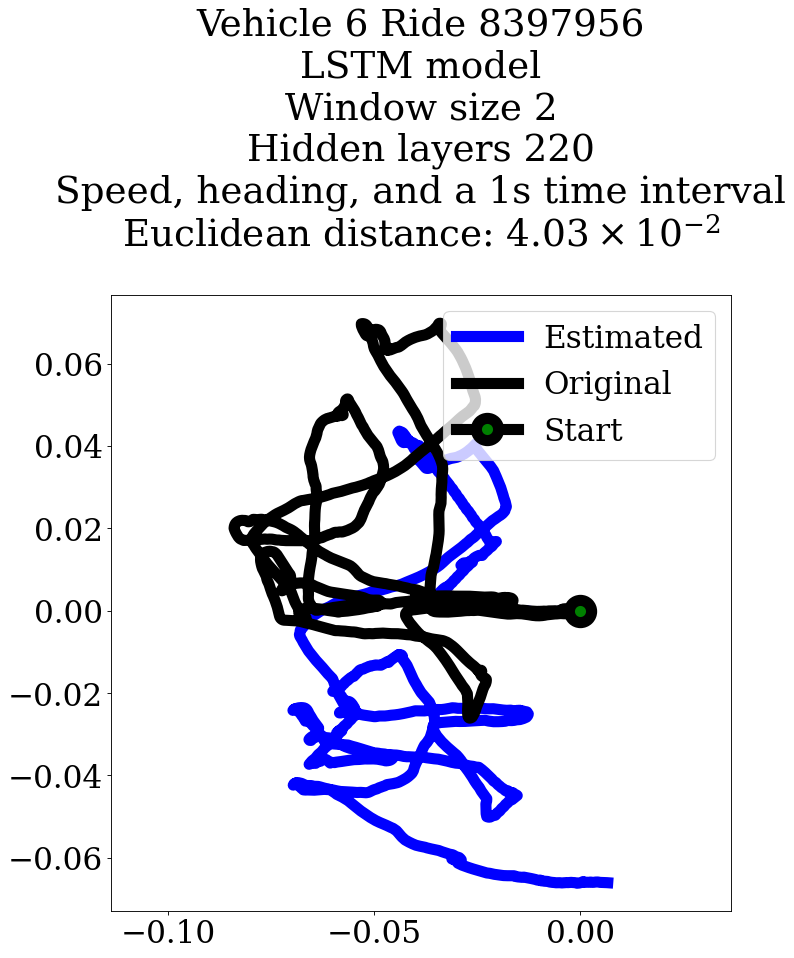 Vehicle 6 Ride 8397956
LSTM model
Window size 2
Hidden layers 220
Speed, heading, and a 1s time interval
Euclidean distance: 4.03 × 10⁻²
Estimated
Original
Start
0.06
0.04
0.02
0.00
−0.02
−0.04
−0.06
−0.10 −0.05 0.00